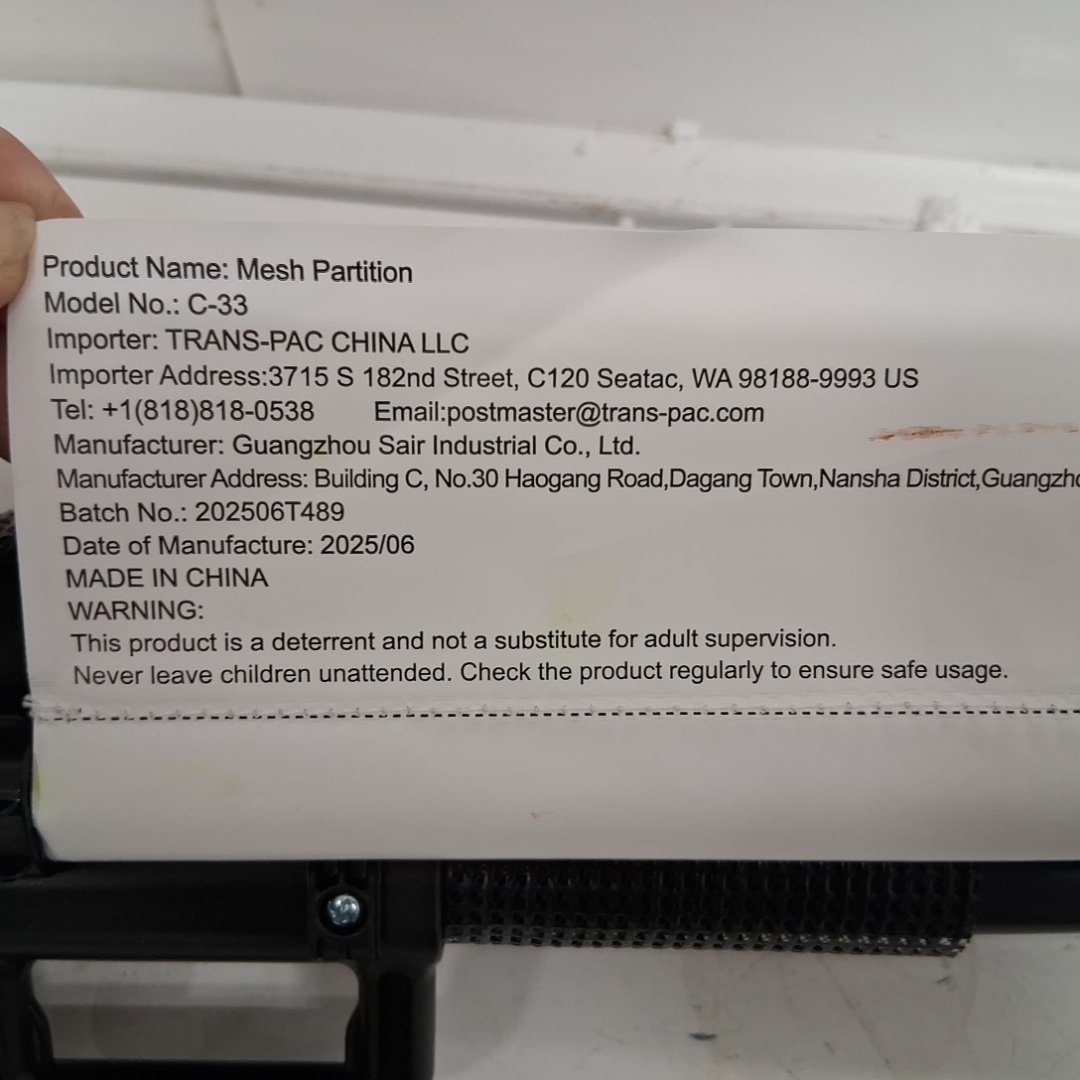 Product Name: Mesh Partition
Model No.: C-33
Importer: TRANS-PAC CHINA LLC
Importer Address:3715 S 182nd Street, C120 Seatac, WA 98188-9993 US
Tel: +1(818)818-0538 Email:postmaster@trans-pac.com
Manufacturer: Guangzhou Sair Industrial Co., Ltd.
Manufacturer Address: Building C, No.30 Haogang Road,Dagang Town,Nansha District,
Batch No.: 202506T489
Date of Manufacture: 2025/06
MADE IN CHINA
WARNING:
This product is a deterrent and not a substitute for adult supervision.
Never leave children unattended. Check the product regularly to ensure safe usage.